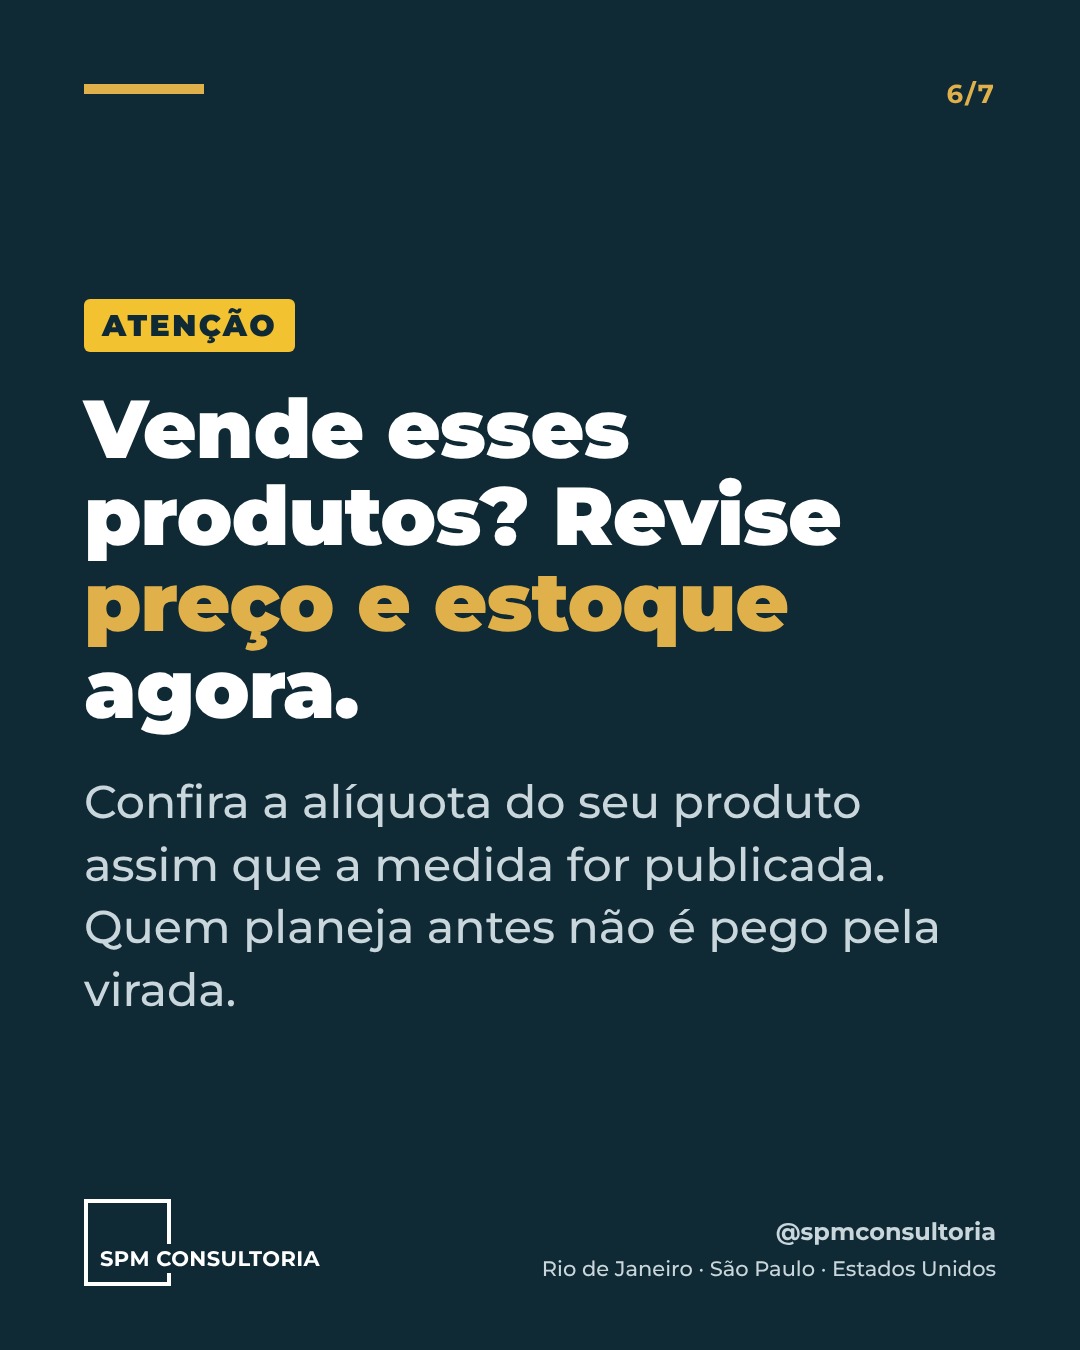 6/7
ATENÇÃO
Vende esses
produtos? Revise
preço e estoque
agora.
Confira a alíquota do seu produto
assim que a medida for publicada.
Quem planeja antes não é pego pela
virada.
SPM CONSULTORIA
@spmconsultoria
Rio de Janeiro · São Paulo · Estados Unidos